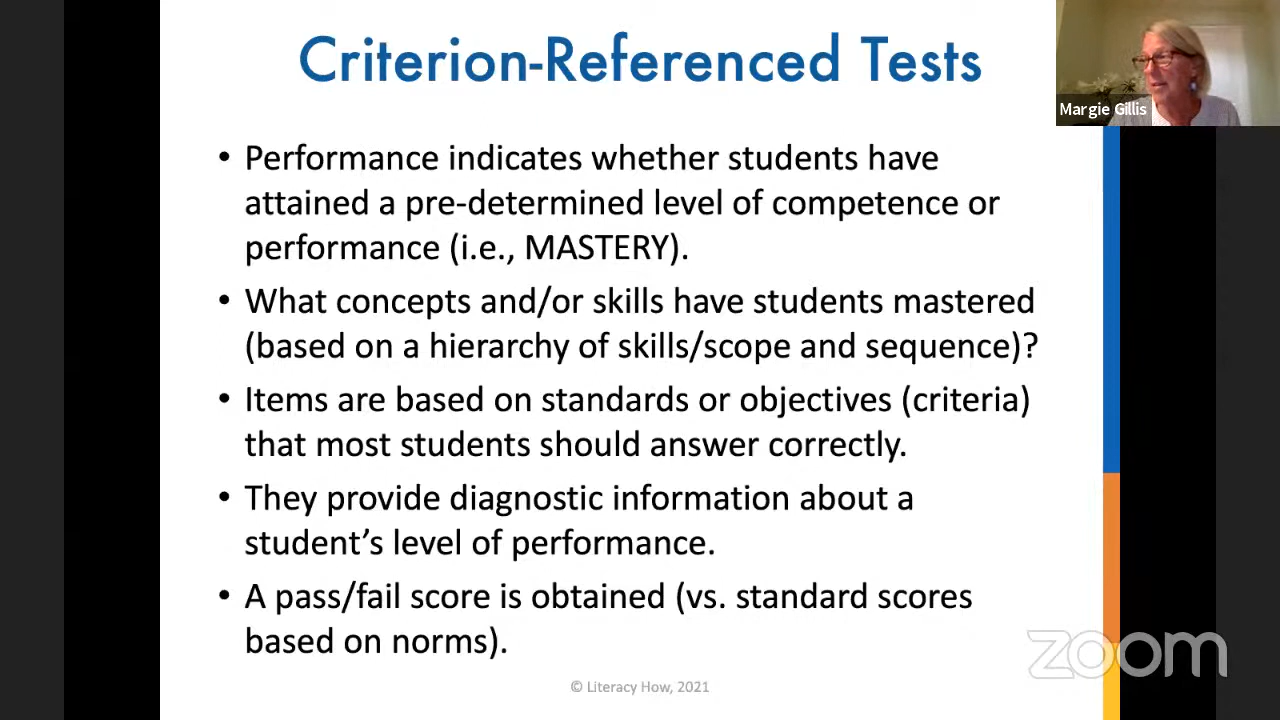 Criterion-Referenced Tests
Margie Gillis
• Performance indicates whether students have
attained a pre-determined level of competence or
performance (i.e., MASTERY).
• What concepts and/or skills have students mastered
(based on a hierarchy of skills/scope and sequence)?
• Items are based on standards or objectives (criteria)
that most students should answer correctly.
• They provide diagnostic information about a
student’s level of performance.
• A pass/fail score is obtained (vs. standard scores
based on norms).
zoom
© Literacy How, 2021